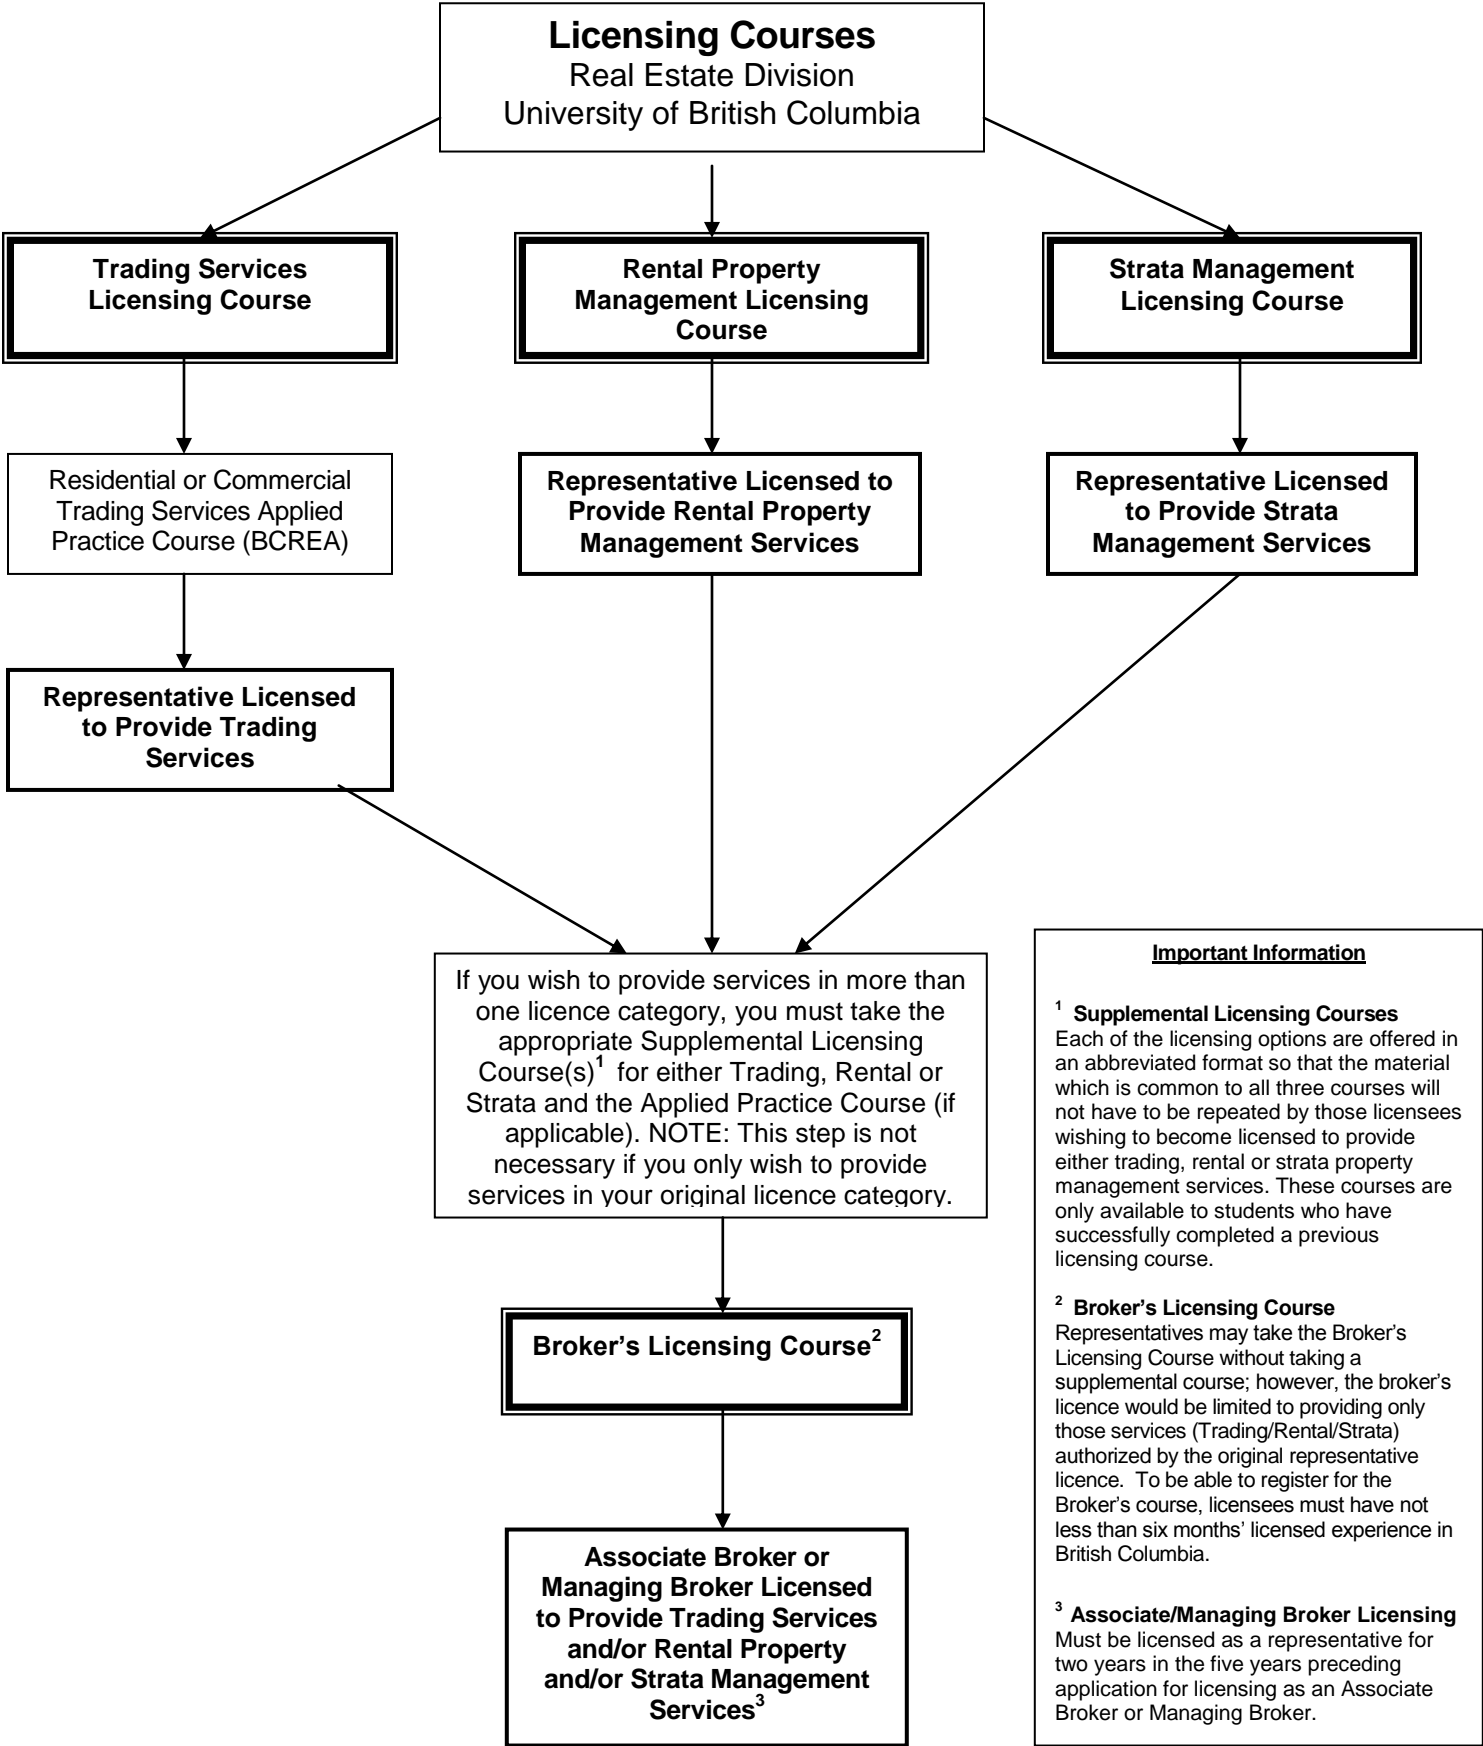 Licensing Courses
Real Estate Division
University of British Columbia
Trading Services
Licensing Course
Rental Property
Management Licensing
Course
Strata Management
Licensing Course
Residential or Commercial
Trading Services Applied
Practice Course (BCREA)
Representative Licensed to
Provide Rental Property
Management Services
Representative Licensed
to Provide Strata
Management Services
Representative Licensed
to Provide Trading
Services
If you wish to provide services in more than
one licence category, you must take the
appropriate Supplemental Licensing
Course(s)1 for either Trading, Rental or
Strata and the Applied Practice Course (if
applicable). NOTE: This step is not
necessary if you only wish to provide
services in your original licence category.
Broker’s Licensing Course2
Associate Broker or
Managing Broker Licensed
to Provide Trading Services
and/or Rental Property
and/or Strata Management
Services3
Important Information
1 Supplemental Licensing Courses
Each of the licensing options are offered in
an abbreviated format so that the material
which is common to all three courses will
not have to be repeated by those licensees
wishing to become licensed to provide
either trading, rental or strata property
management services. These courses are
only available to students who have
successfully completed a previous
licensing course.
2 Broker’s Licensing Course
Representatives may take the Broker’s
Licensing Course without taking a
supplemental course; however, the broker’s
licence would be limited to providing only
those services (Trading/Rental/Strata)
authorized by the original representative
licence. To be able to register for the
Broker’s course, licensees must have not
less than six months’ licensed experience in
British Columbia.
3 Associate/Managing Broker Licensing
Must be licensed as a representative for
two years in the five years preceding
application for licensing as an Associate
Broker or Managing Broker.